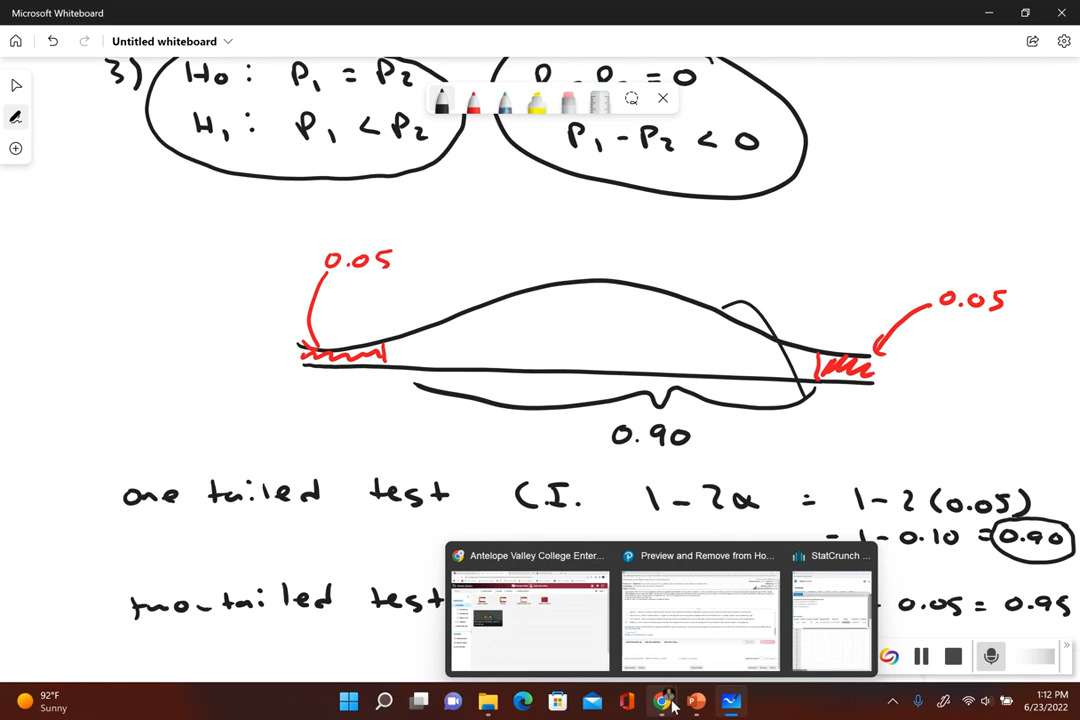 Microsoft Whiteboard
Untitled whiteboard
3) H0 : P1 = P2
= 0
H1 : P1 < P2
P1 - P2 < 0
0.05
0.05
0.90
one tailed test C.I. 1 - 2α = 1 - 2 (0.05)
= 1 - 0.10 = 0.90
two-tailed test
0.05 = 0.95
Antelope Valley College Enter...
Preview and Remove from Ho...
StatCrunch ...
92°F
Sunny
1:12 PM
6/23/2022